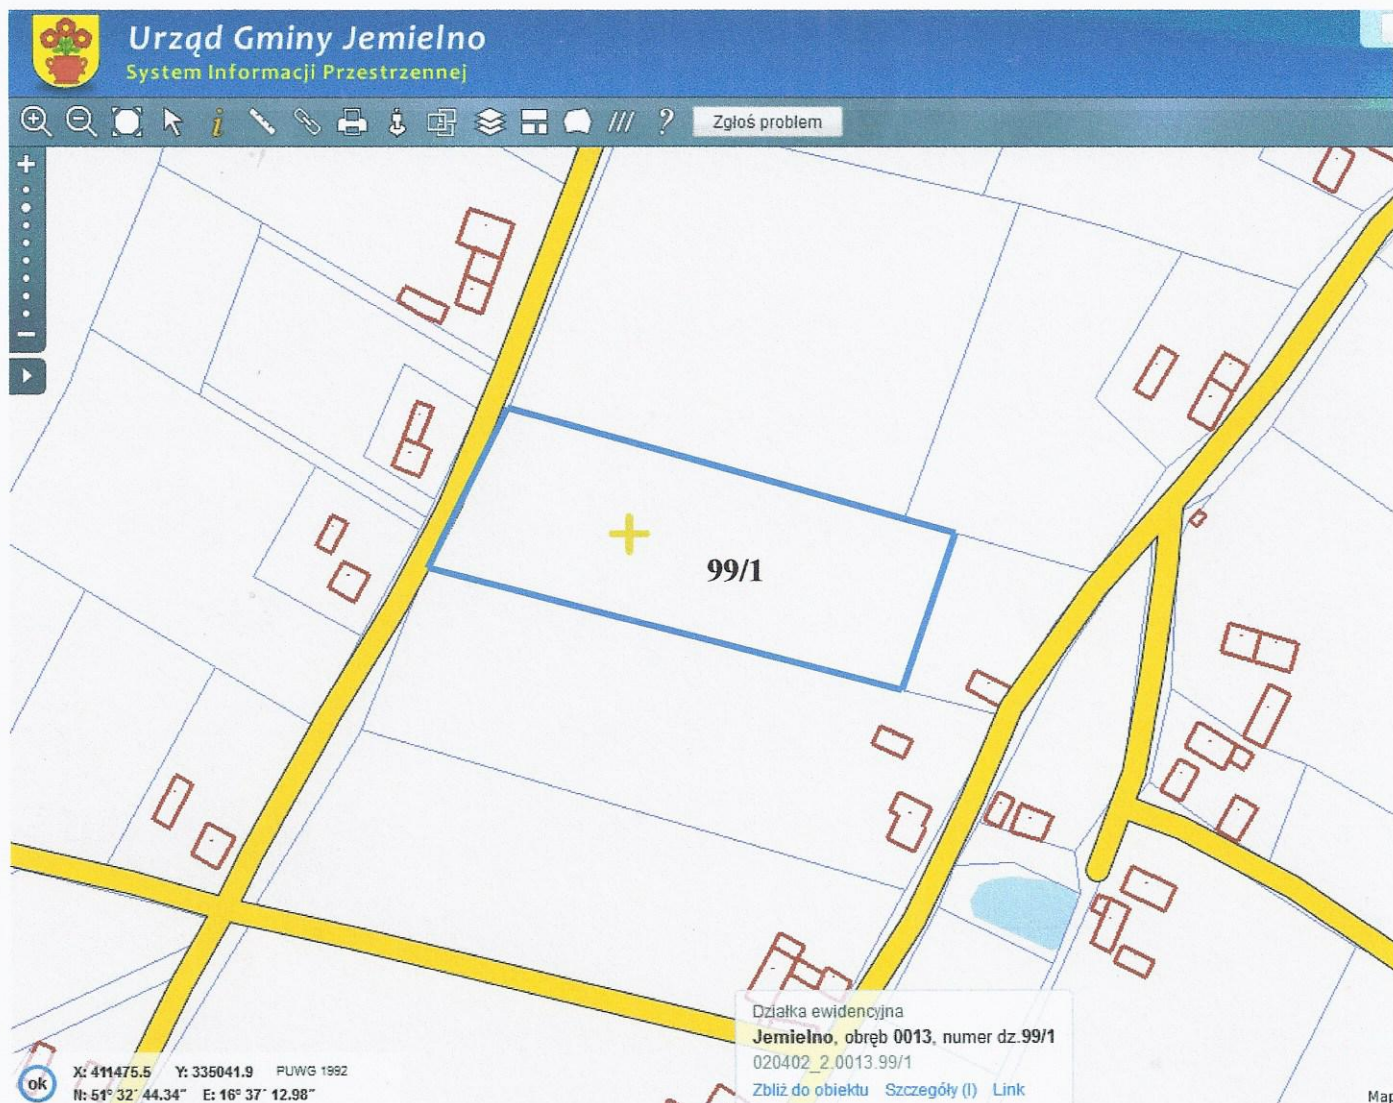 Urząd Gminy Jemielno
System Informacji Przestrzennej
Zgłoś problem
99/1
Działka ewidencyjna
Jemielno, obręb 0013, numer dz.99/1
020402_2.0013.99/1
Zbliż do obiektu Szczegóły (I) Link
ok
X: 411475.5 Y: 335041.9 PUWG 1992
N: 51° 32' 44.34" E: 16° 37' 12.98"
Map